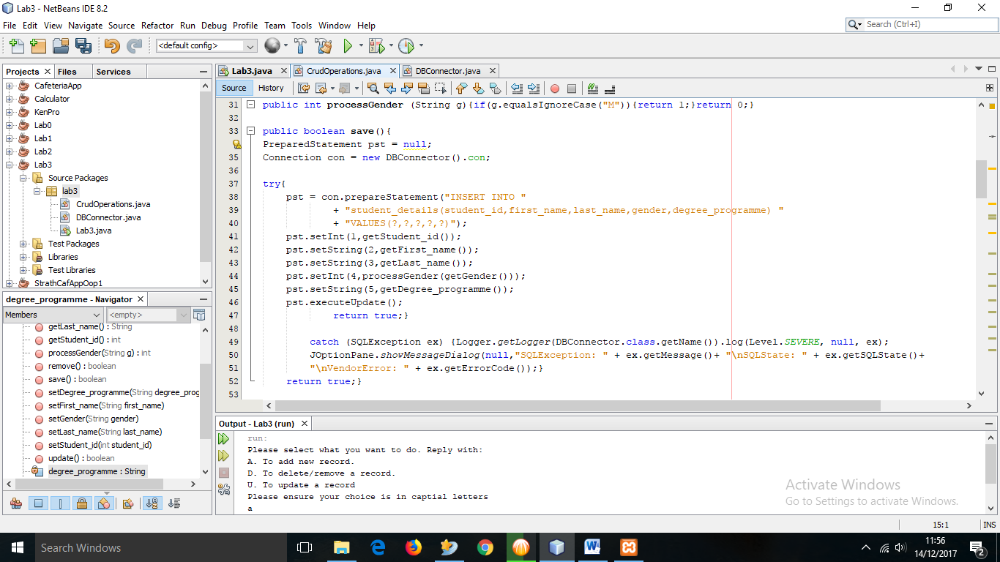 Lab3 - NetBeans IDE 8.2
File Edit View Navigate Source Refactor Run Debug Profile Team Tools Window Help
Search (Ctrl+I)
<default config>
Projects Files Services
CafeteriaApp
Calculator
KenPro
Lab0
Lab1
Lab2
Lab3
Source Packages
lab3
CrudOperations.java
DBConnector.java
Lab3.java
Test Packages
Libraries
Test Libraries
StrathCafAppOop1
degree_programme - Navigator
Members <empty>
getLast_name() : String
getStudent_id() : int
processGender(String g) : int
remove() : boolean
save() : boolean
setDegree_programme(String degree_prog
setFirst_name(String first_name)
setGender(String gender)
setLast_name(String last_name)
setStudent_id(int student_id)
update() : boolean
degree_programme : String
Lab3.java CrudOperations.java DBConnector.java
Source History
31 public int processGender (String g){if(g.equalsIgnoreCase("M")){return 1;}return 0;}
32
33 public boolean save(){
PreparedStatement pst = null;
35 Connection con = new DBConnector().con;
36
37 try{
38 pst = con.prepareStatement("INSERT INTO "
39 + "student_details(student_id,first_name,last_name,gender,degree_programme) "
40 + "VALUES(?,?,?,?,?)");
41 pst.setInt(1,getStudent_id());
42 pst.setString(2,getFirst_name());
43 pst.setString(3,getLast_name());
44 pst.setInt(4,processGender(getGender()));
45 pst.setString(5,getDegree_programme());
46 pst.executeUpdate();
47 return true;}
48
49 catch (SQLException ex) {Logger.getLogger(DBConnector.class.getName()).log(Level.SEVERE, null, ex);
50 JOptionPane.showMessageDialog(null,"SQLException: " + ex.getMessage()+ "\nSQLState: " + ex.getSQLState()+
51 "\nVendorError: " + ex.getErrorCode());}
52 return true;}
53
Output - Lab3 (run)
run:
Please select what you want to do. Reply with:
A. To add new record.
D. To delete/remove a record.
U. To update a record
Please ensure your choice is in captial letters
a
Activate Windows
Go to Settings to activate Windows.
15:1 INS
Search Windows
11:56
14/12/2017
2